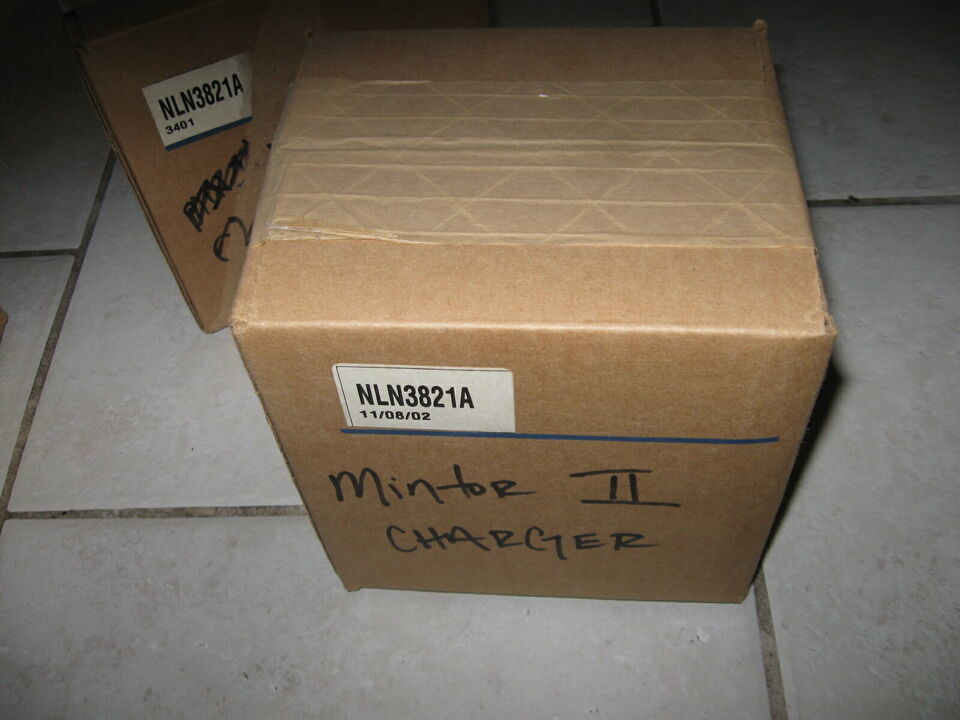 NLN3821A
3401
NLN3821A
11/08/02
Mintor II
CHARGER